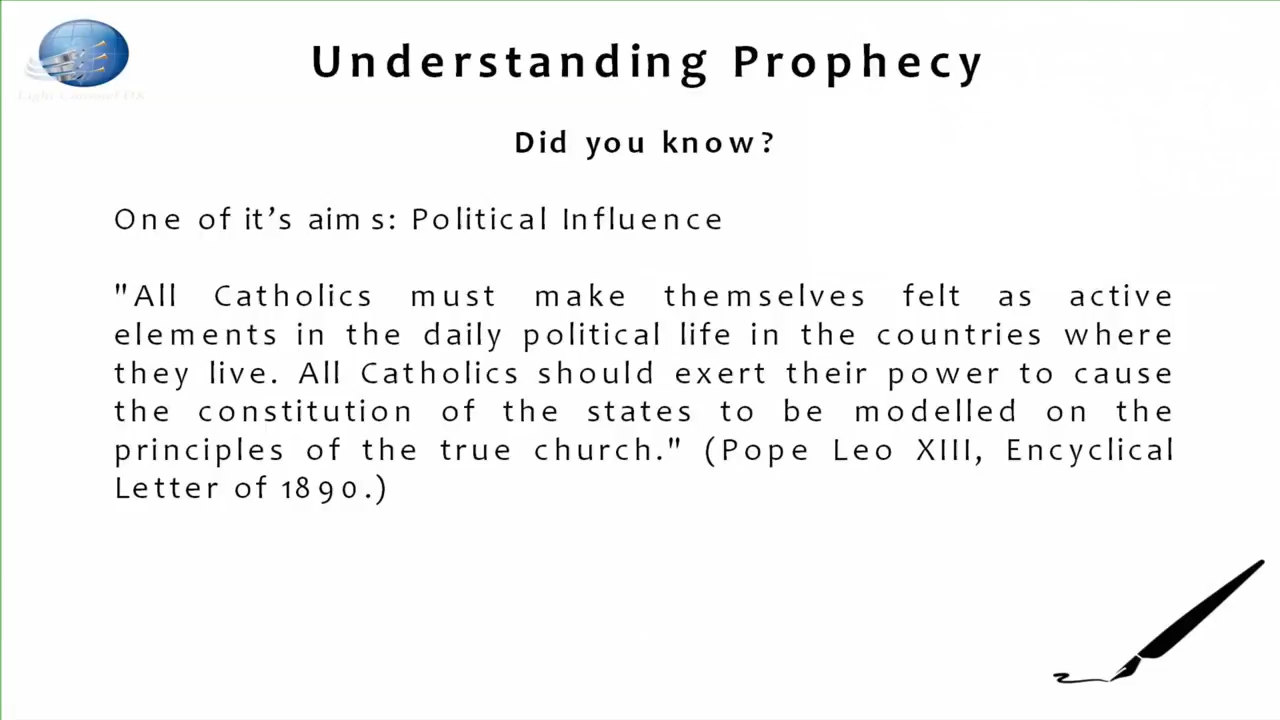 Understanding Prophecy
Did you know?
One of it’s aims: Political Influence
"All Catholics must make themselves felt as active
elements in the daily political life in the countries where
they live. All Catholics should exert their power to cause
the constitution of the states to be modelled on the
principles of the true church." (Pope Leo XIII, Encyclical
Letter of 1890.)